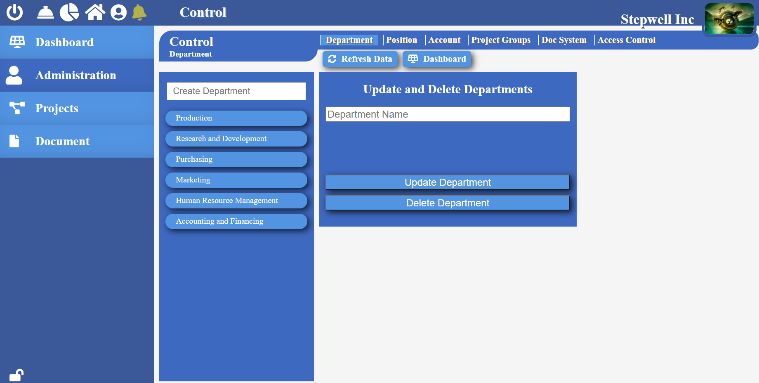 Control
Stepwell Inc
Dashboard
Administration
Projects
Document
Control
Department
Department
Position
Account
Project Groups
Doc System
Access Control
Refresh Data
Dashboard
Create Department
Production
Research and Development
Purchasing
Marketing
Human Resource Management
Accounting and Financing
Update and Delete Departments
Department Name
Update Department
Delete Department